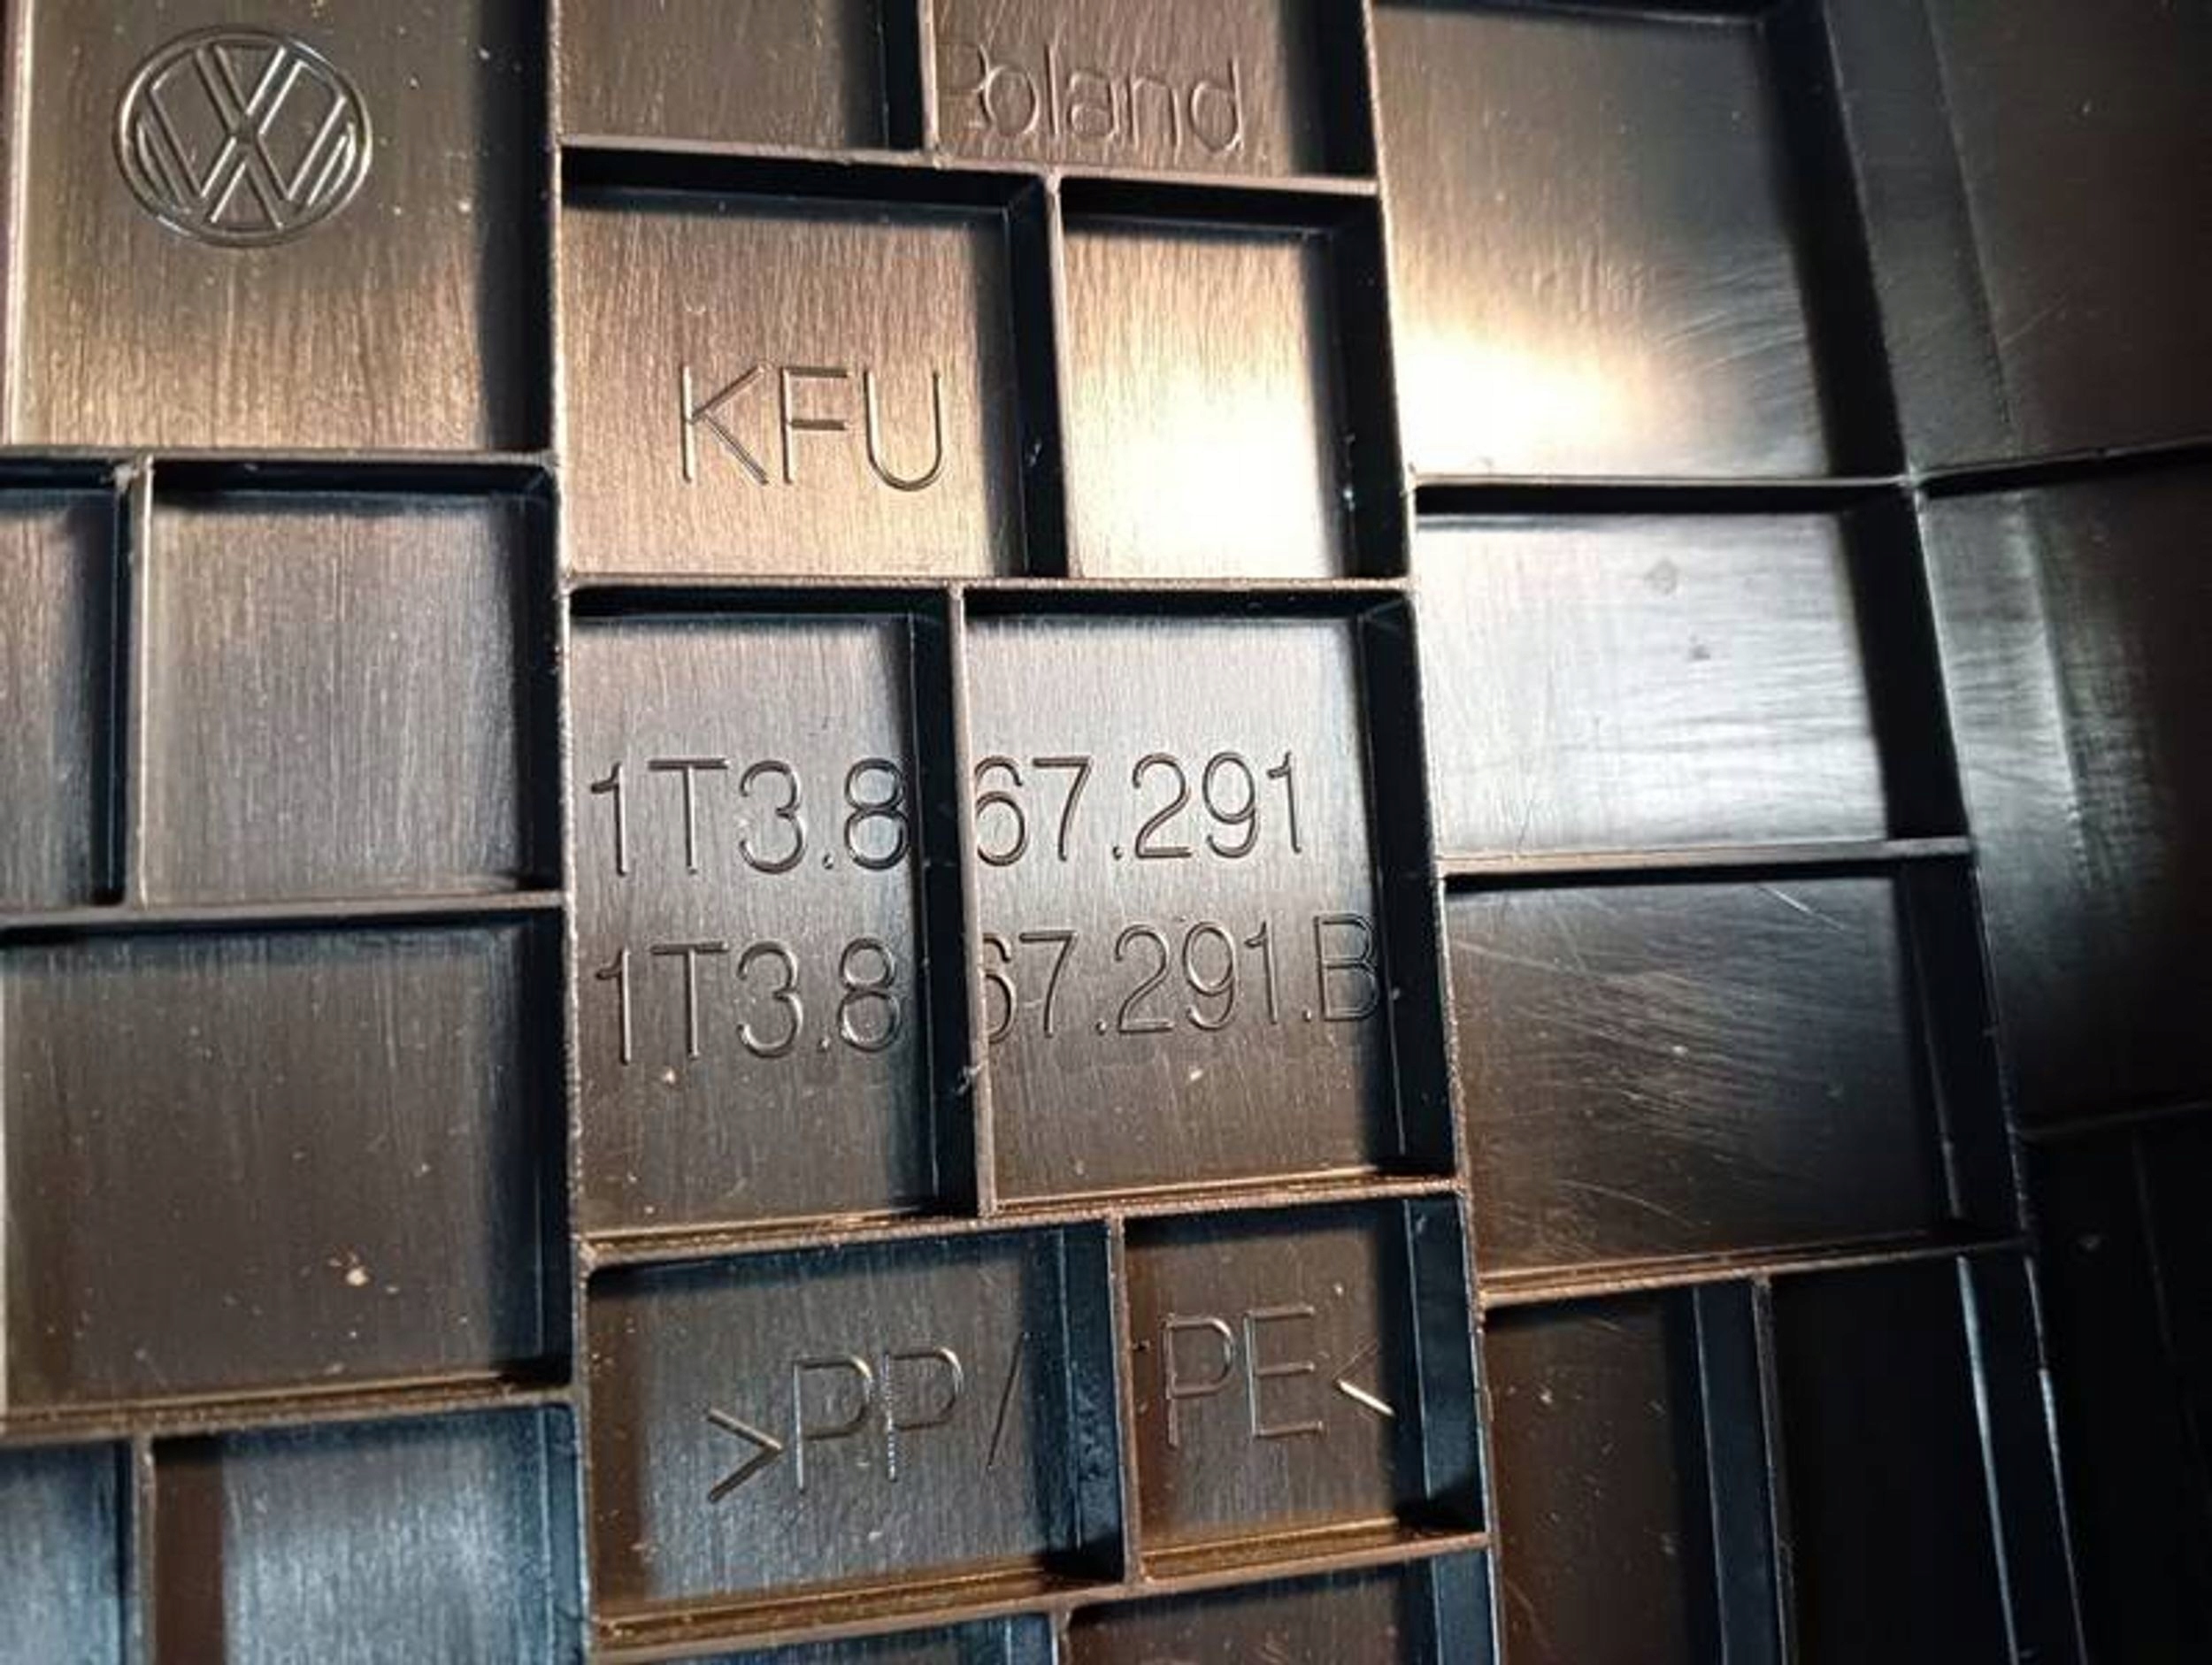 Poland
KFU
1T3.867.291
1T3.867.291.B
>PP/PE<